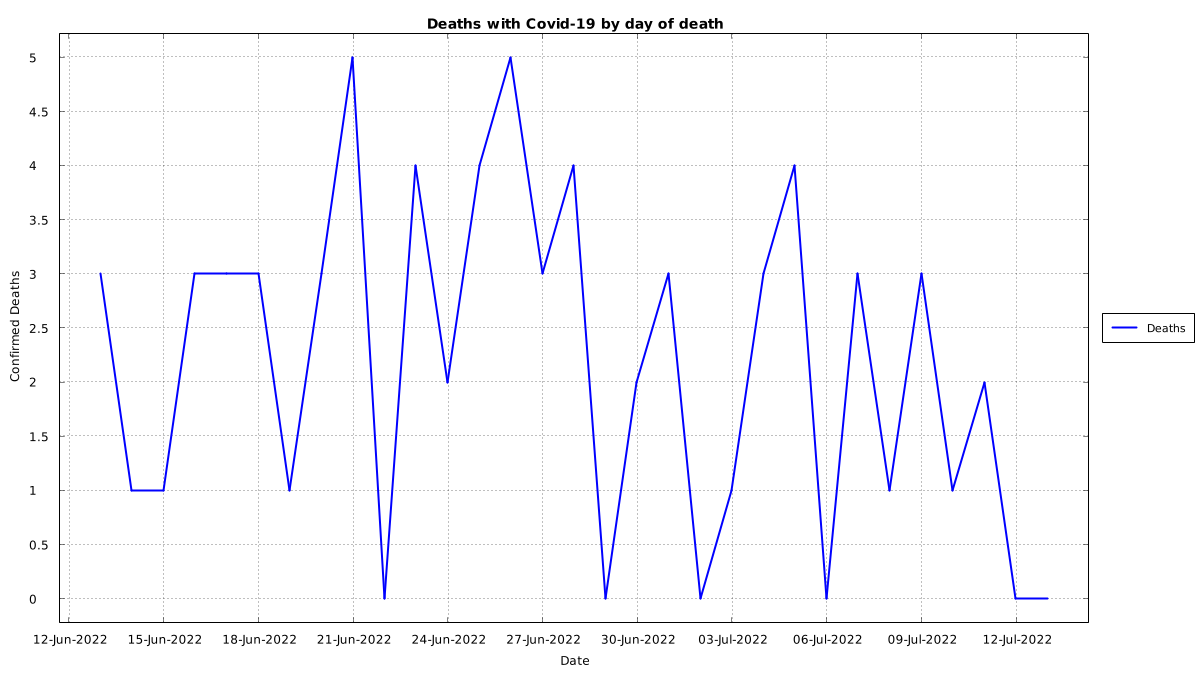 Deaths with Covid-19 by day of death
5
4.5
4
3.5
3
2.5
2
1.5
1
0.5
0
Confirmed Deaths
12-Jun-2022 15-Jun-2022 18-Jun-2022 21-Jun-2022 24-Jun-2022 27-Jun-2022 30-Jun-2022 03-Jul-2022 06-Jul-2022 09-Jul-2022 12-Jul-2022
Date
Deaths